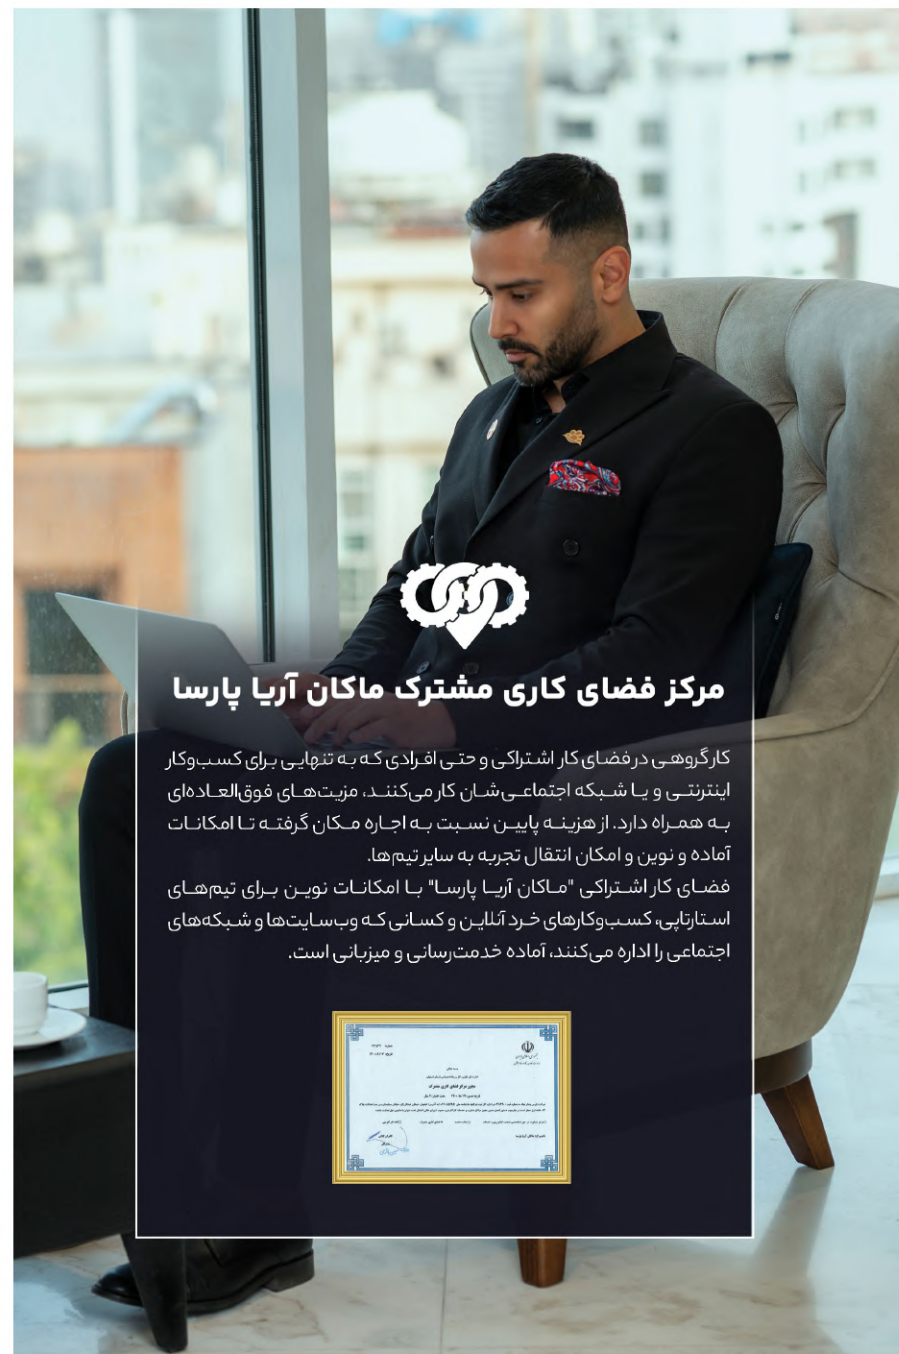 مرکز فضای کاری مشترک ماکان آریا پارسا
کار گروهی در فضای کار اشتراکی و حتی افرادی که به تنهایی برای کسب‌وکار
اینترنتی و یا شبکه اجتماعی‌شان کار می‌کنند، مزیت‌های فوق‌العاده‌ای
به همراه دارد. از هزینه پایین نسبت به اجاره مکان گرفته تا امکانات
آماده و نوین و امکان انتقال تجربه به سایر تیم‌ها.
فضای کار اشتراکی "ماکان آریا پارسا" با امکانات نوین برای تیم‌های
استارتاپی، کسب‌وکارهای خرد آنلاین و کسانی که وب‌سایت‌ها و شبکه‌های
اجتماعی را اداره می‌کنند، آماده خدمت‌رسانی و میزبانی است.
مجوز مرکز فضای کاری مشترک